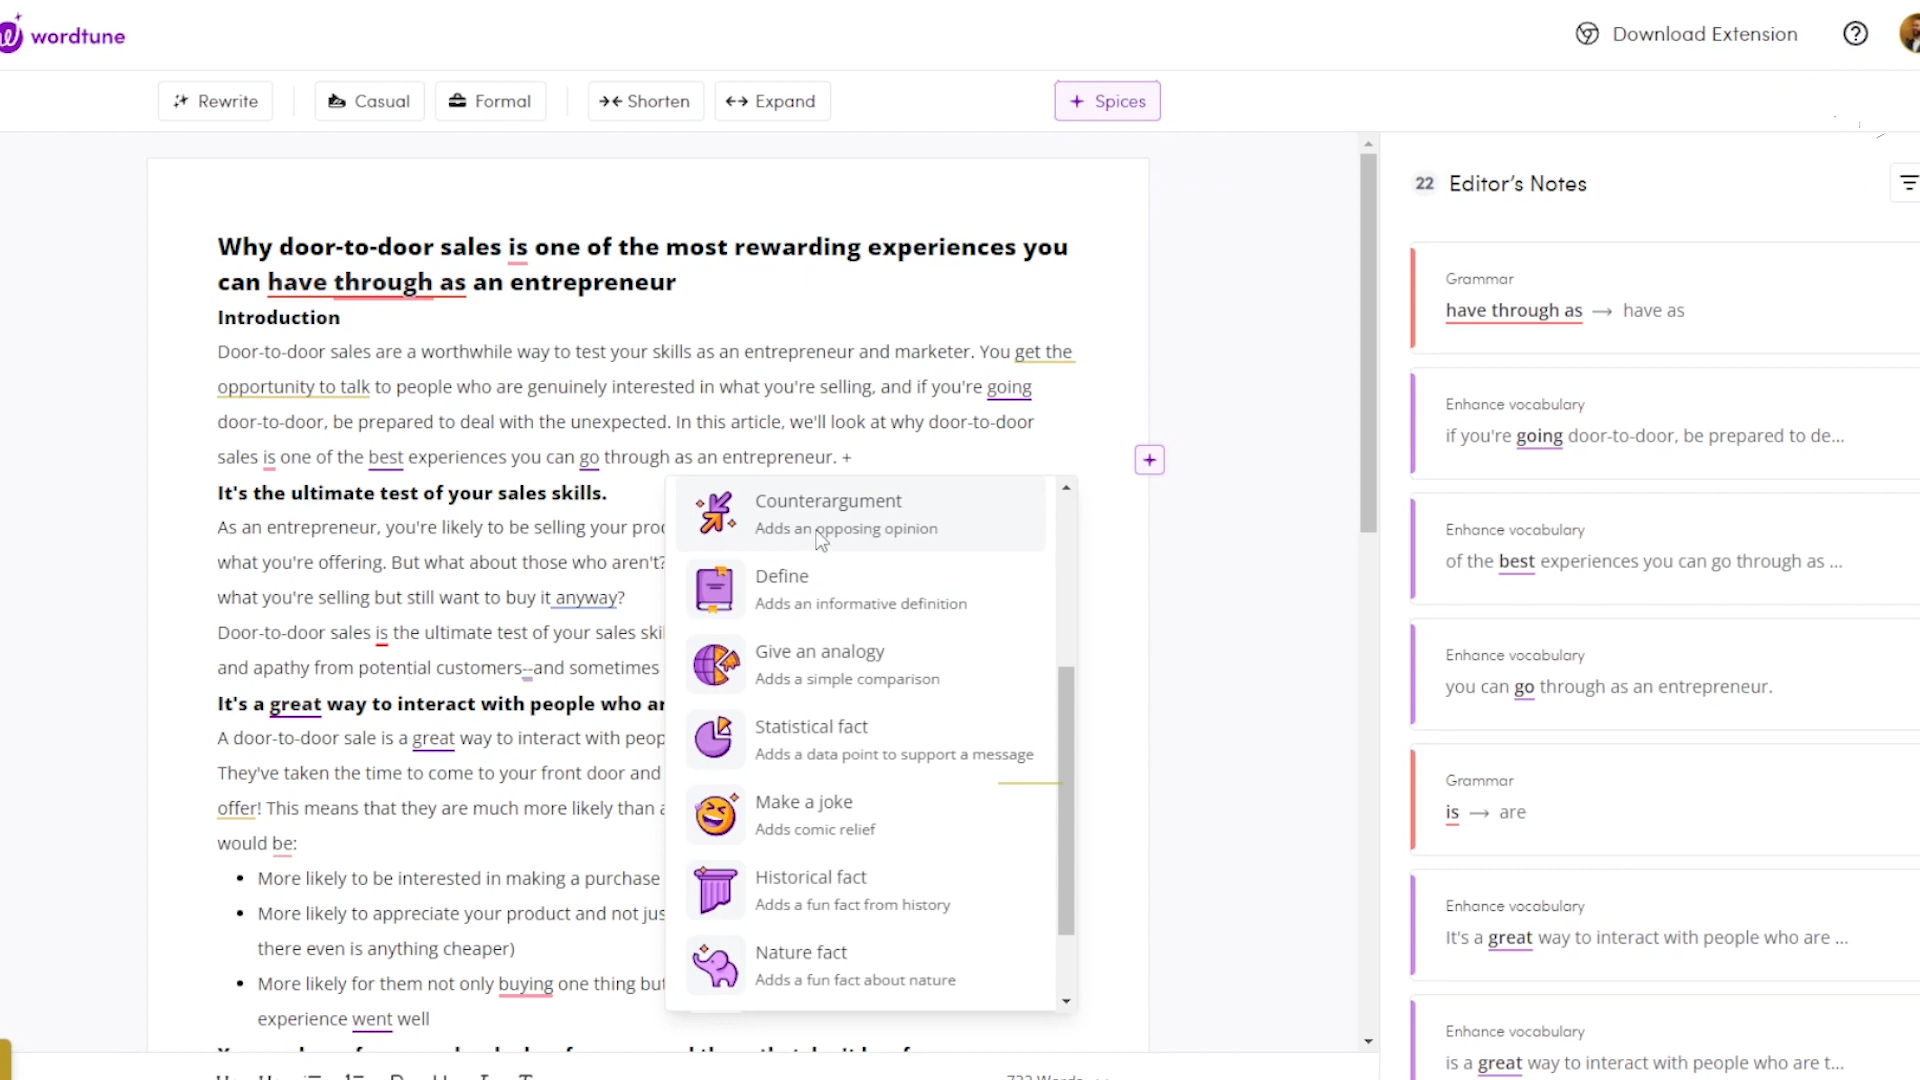 wordtune
Download Extension
Rewrite
Casual
Formal
Shorten
Expand
Spices
Why door-to-door sales is one of the most rewarding experiences you
can have through as an entrepreneur
Introduction
Door-to-door sales are a worthwhile way to test your skills as an entrepreneur and marketer. You get the
opportunity to talk to people who are genuinely interested in what you're selling, and if you're going
door-to-door, be prepared to deal with the unexpected. In this article, we'll look at why door-to-door
sales is one of the best experiences you can go through as an entrepreneur. +
It's the ultimate test of your sales skills.
As an entrepreneur, you're likely to be selling your
what you're offering. But what about those who aren't?
what you're selling but still want to buy it anyway?
Door-to-door sales is the ultimate test of your sales
and apathy from potential customers--and sometimes
It's a great way to interact with people who
A door-to-door sale is a great way to interact with
They've taken the time to come to your front door and
offer! This means that they are much more likely than
would be:
• More likely to be interested in making a purchase
• More likely to appreciate your product and not
there even is anything cheaper)
• More likely for them not only buying one thing
experience went well
Counterargument
Adds an opposing opinion
Define
Adds an informative definition
Give an analogy
Adds a simple comparison
Statistical fact
Adds a data point to support a message
Make a joke
Adds comic relief
Historical fact
Adds a fun fact from history
Nature fact
Adds a fun fact about nature
22 Editor's Notes
Grammar
have through as → have as
Enhance vocabulary
if you're going door-to-door, be prepared to de...
Enhance vocabulary
of the best experiences you can go through as ...
Enhance vocabulary
you can go through as an entrepreneur.
Grammar
is → are
Enhance vocabulary
It's a great way to interact with people who are ...
Enhance vocabulary
is a great way to interact with people who are t...